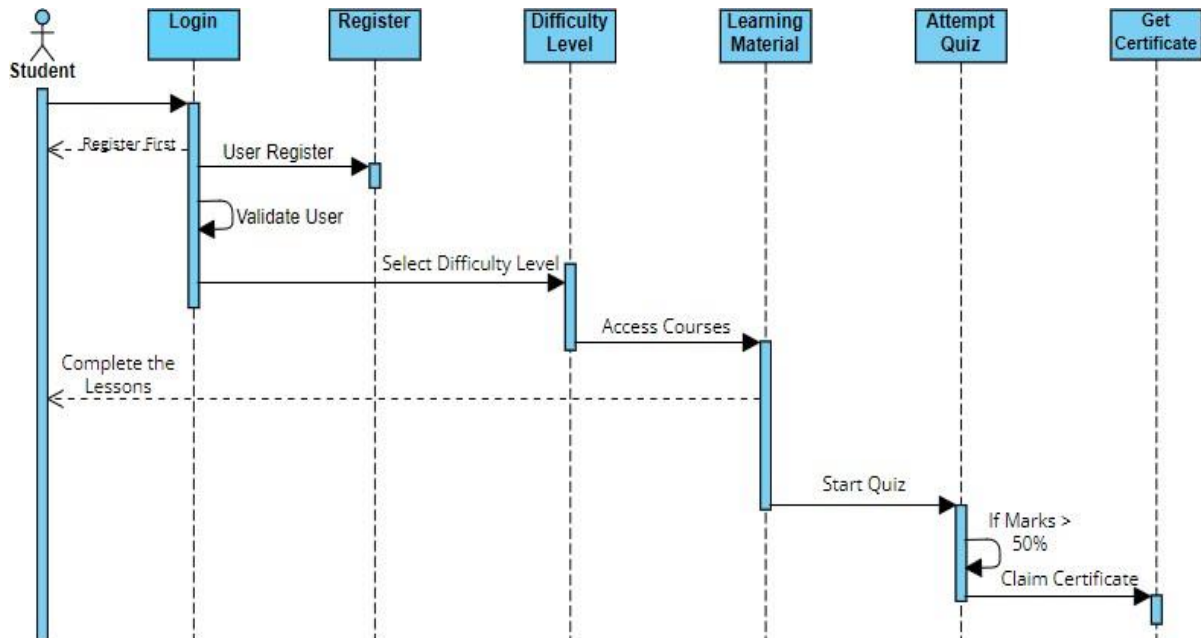 Student
Login
Register
Difficulty
Level
Learning
Material
Attempt
Quiz
Get
Certificate
Register First
User Register
Validate User
Select Difficulty Level
Access Courses
Complete the
Lessons
Start Quiz
If Marks >
50%
Claim Certificate